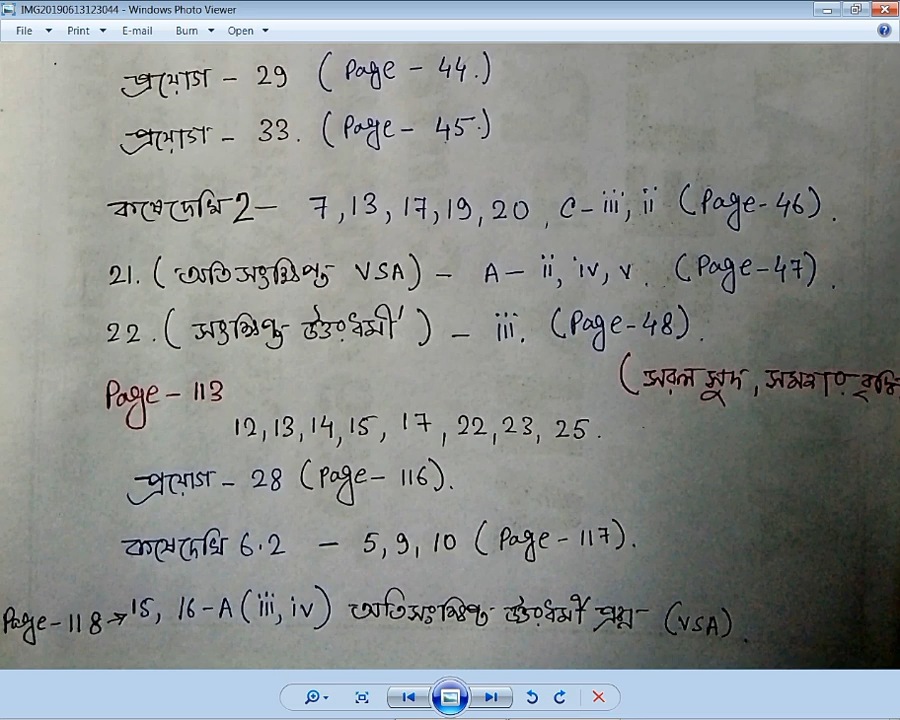 IMG20190613123044 - Windows Photo Viewer
File Print E-mail Burn Open
প্রয়োগ - 29 (Page - 44.)
প্রয়োগ - 33. (Page - 45.)
কষেদেখি 2 - 7, 13, 17, 19, 20, C - iii, ii (Page - 46).
21. (অতিসংক্ষিপ্ত VSA) - A - ii, iv, v. (Page - 47)
22. (সংক্ষিপ্ত উত্তরধর্মী) - iii. (Page - 48).
(সরল সুদ, সমহার বৃদ্ধি
Page - 113
12, 13, 14, 15, 17, 22, 23, 25.
প্রয়োগ - 28 (Page - 116).
কষেদেখি 6.2 - 5, 9, 10 (Page - 117).
Page - 118 → 15, 16 - A (iii, iv) অতিসংক্ষিপ্ত উত্তরধর্মী প্রশ্ন - (VSA).